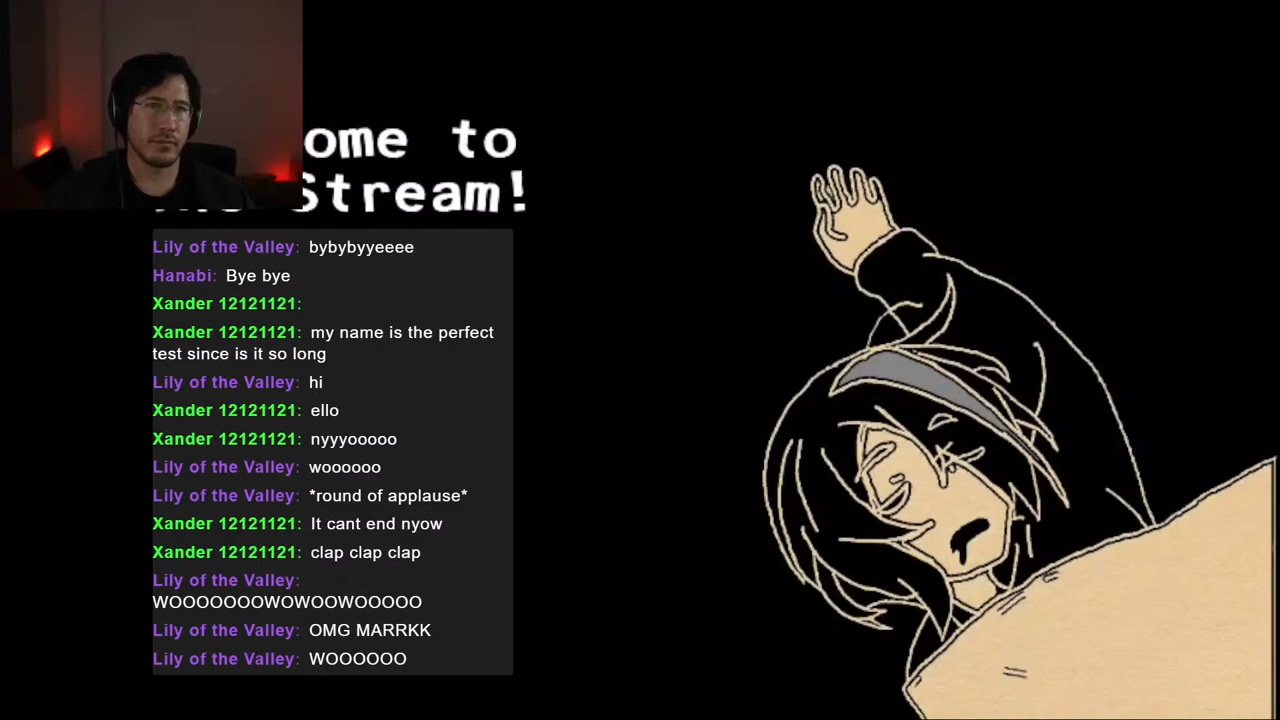 ome to
Stream!
Lily of the Valley: bybybyyeeee
Hanabi: Bye bye
Xander 12121121:
Xander 12121121: my name is the perfect
test since is it so long
Lily of the Valley: hi
Xander 12121121: ello
Xander 12121121: nyyyooooo
Lily of the Valley: woooooo
Lily of the Valley: *round of applause*
Xander 12121121: It cant end nyow
Xander 12121121: clap clap clap
Lily of the Valley:
WOOOOOOOWOWOOWOOOOO
Lily of the Valley: OMG MARRKK
Lily of the Valley: WOOOOOO